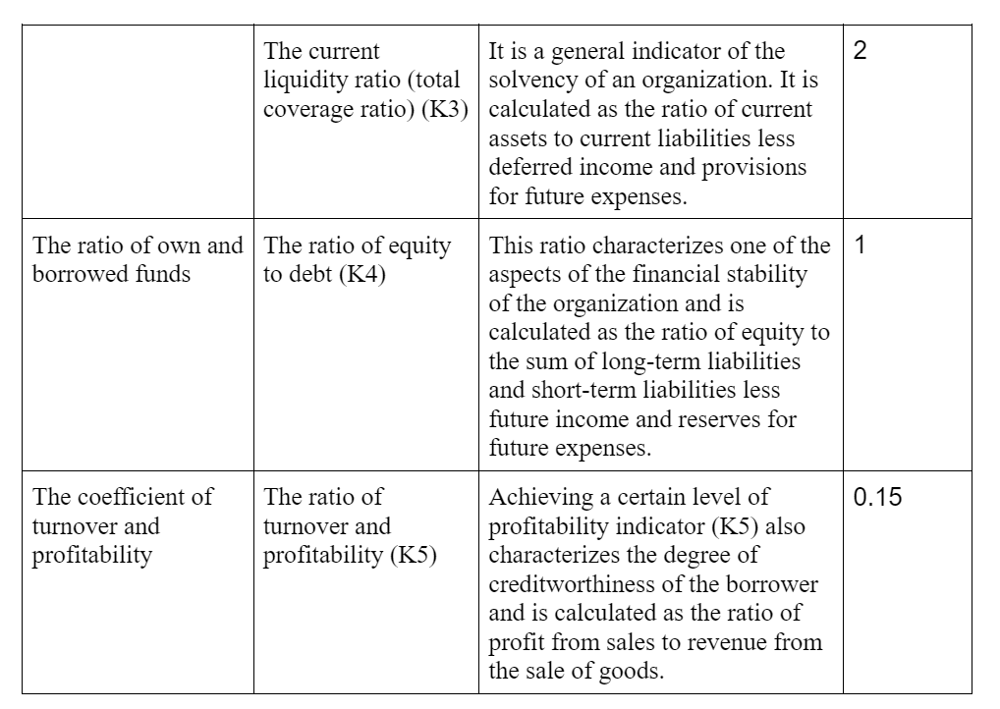 The current
liquidity ratio (total
coverage ratio) (K3)
It is a general indicator of the
solvency of an organization. It is
calculated as the ratio of current
assets to current liabilities less
deferred income and provisions
for future expenses.
2
The ratio of own and
borrowed funds
The ratio of equity
to debt (K4)
This ratio characterizes one of the
aspects of the financial stability
of the organization and is
calculated as the ratio of equity to
the sum of long-term liabilities
and short-term liabilities less
future income and reserves for
future expenses.
1
The coefficient of
turnover and
profitability
The ratio of
turnover and
profitability (K5)
Achieving a certain level of
profitability indicator (K5) also
characterizes the degree of
creditworthiness of the borrower
and is calculated as the ratio of
profit from sales to revenue from
the sale of goods.
0.15